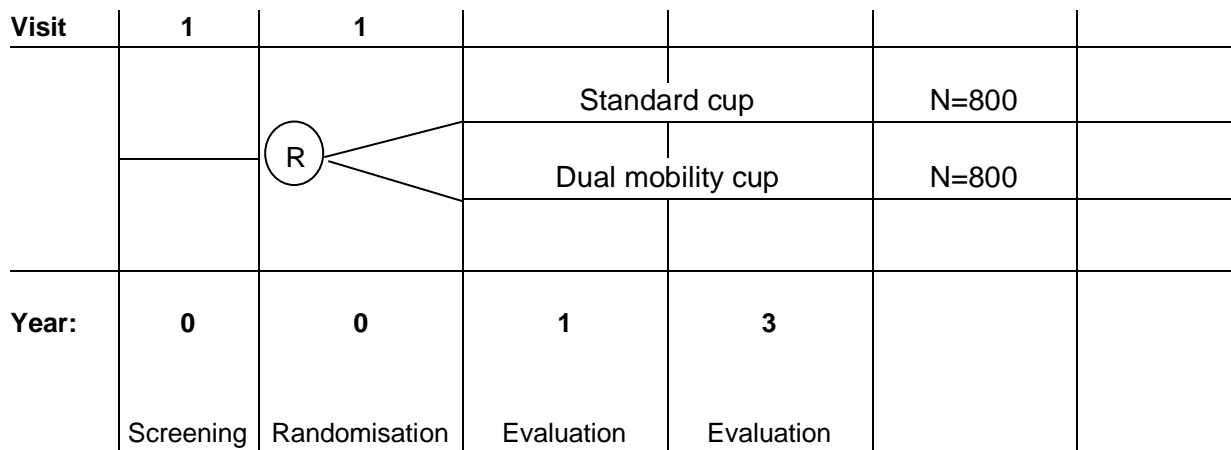 Visit 1 1
Standard cup N=800
R
Dual mobility cup N=800
Year: 0 0 1 3
Screening Randomisation Evaluation Evaluation